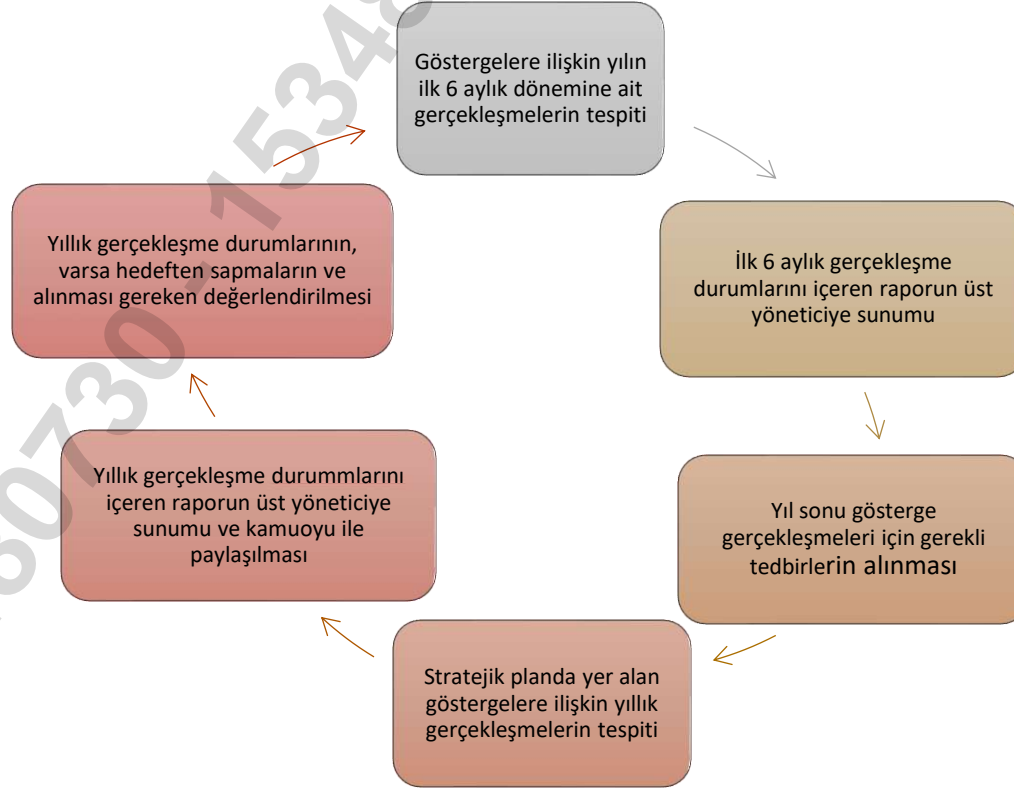 Göstergelere ilişkin yılın
ilk 6 aylık dönemine ait
gerçekleşmelerin tespiti
İlk 6 aylık gerçekleşme
durumlarını içeren raporun üst
yöneticiye sunumu
Yıl sonu gösterge
gerçekleşmeleri için gerekli
tedbirlerin alınması
Stratejik planda yer alan
göstergelere ilişkin yıllık
gerçekleşmelerin tespiti
Yıllık gerçekleşme durummlarını
içeren raporun üst yöneticiye
sunumu ve kamuoyu ile
paylaşılması
Yıllık gerçekleşme durumlarının,
varsa hedeften sapmaların ve
alınması gereken değerlendirilmesi